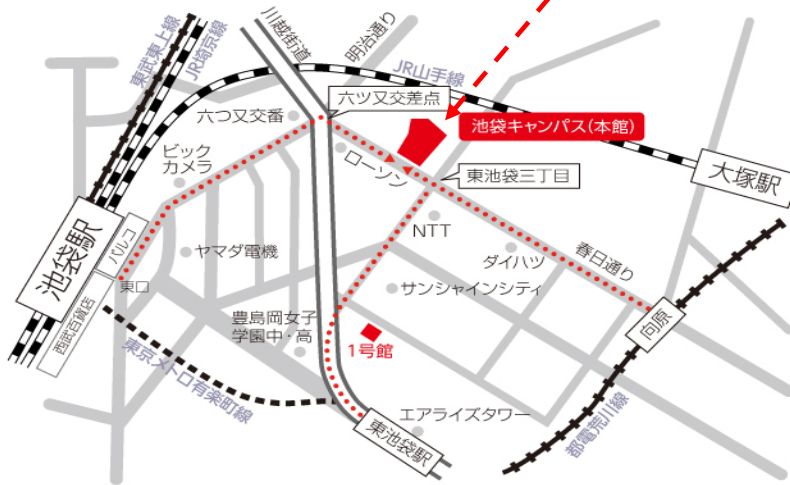 東武東上線
JR埼京線
川越街道
明治通り
JR山手線
六ツ又交差点
六つ又交番
池袋キャンパス(本館)
ビック
カメラ
ローソン
東池袋三丁目
大塚駅
池袋駅
パルコ
NTT
ヤマダ電機
ダイハツ
春日通り
東口
サンシャインシティ
西武百貨店
豊島岡女子
学園中・高
1号館
向原
東京メトロ有楽町線
エアライズタワー
東池袋駅
都電荒川線